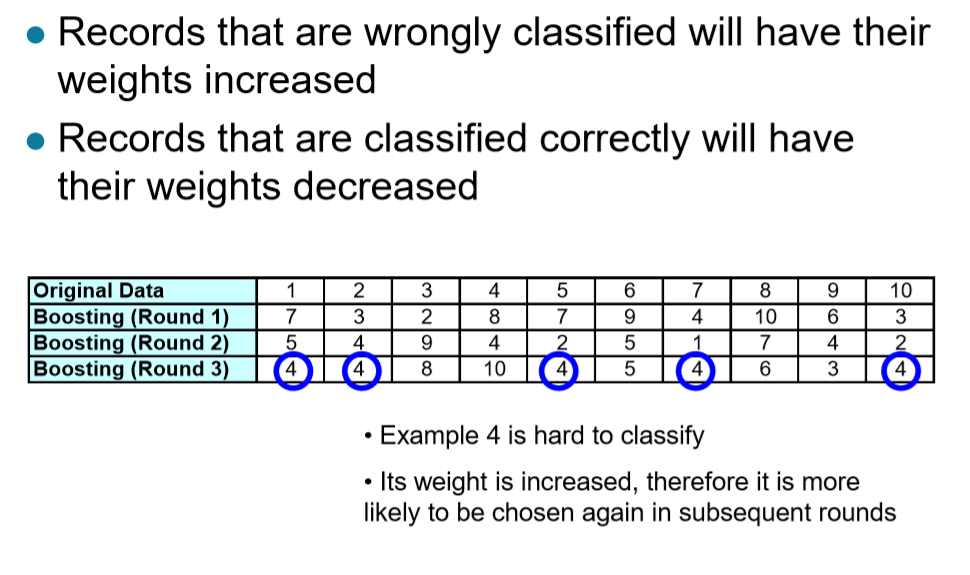 Records that are wrongly classified will have their
weights increased
Records that are classified correctly will have
their weights decreased
Original Data 1 2 3 4 5 6 7 8 9 10
Boosting (Round 1) 7 3 2 8 7 9 4 10 6 3
Boosting (Round 2) 5 4 9 4 2 5 1 7 4 2
Boosting (Round 3) 4 4 8 10 4 5 4 6 3 4
• Example 4 is hard to classify
• Its weight is increased, therefore it is more
likely to be chosen again in subsequent rounds